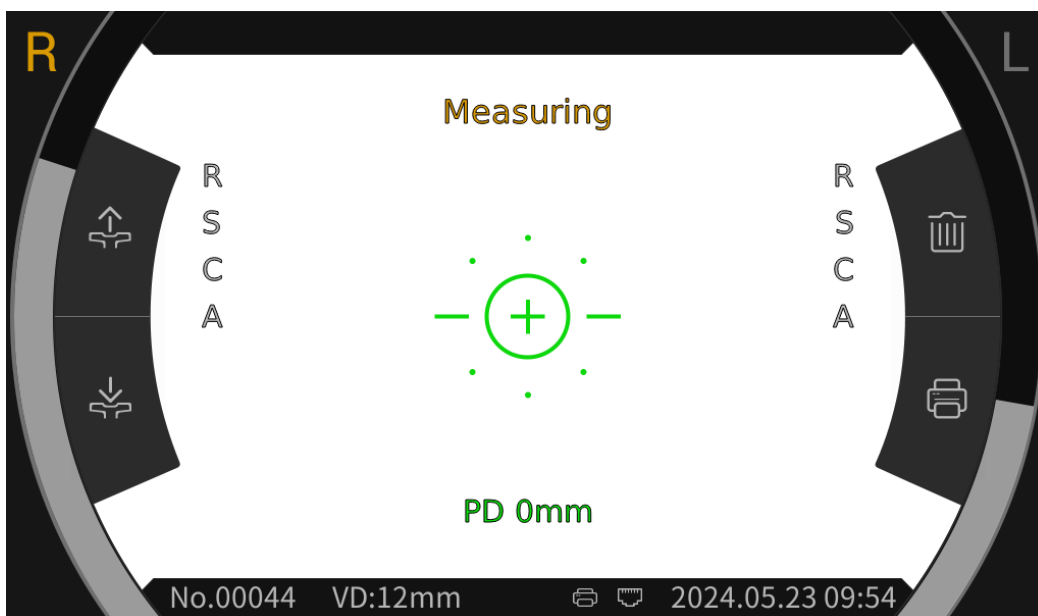 R
L
Measuring
R R
S S
C C
A A
PD 0mm
No.00044 VD:12mm 2024.05.23 09:54